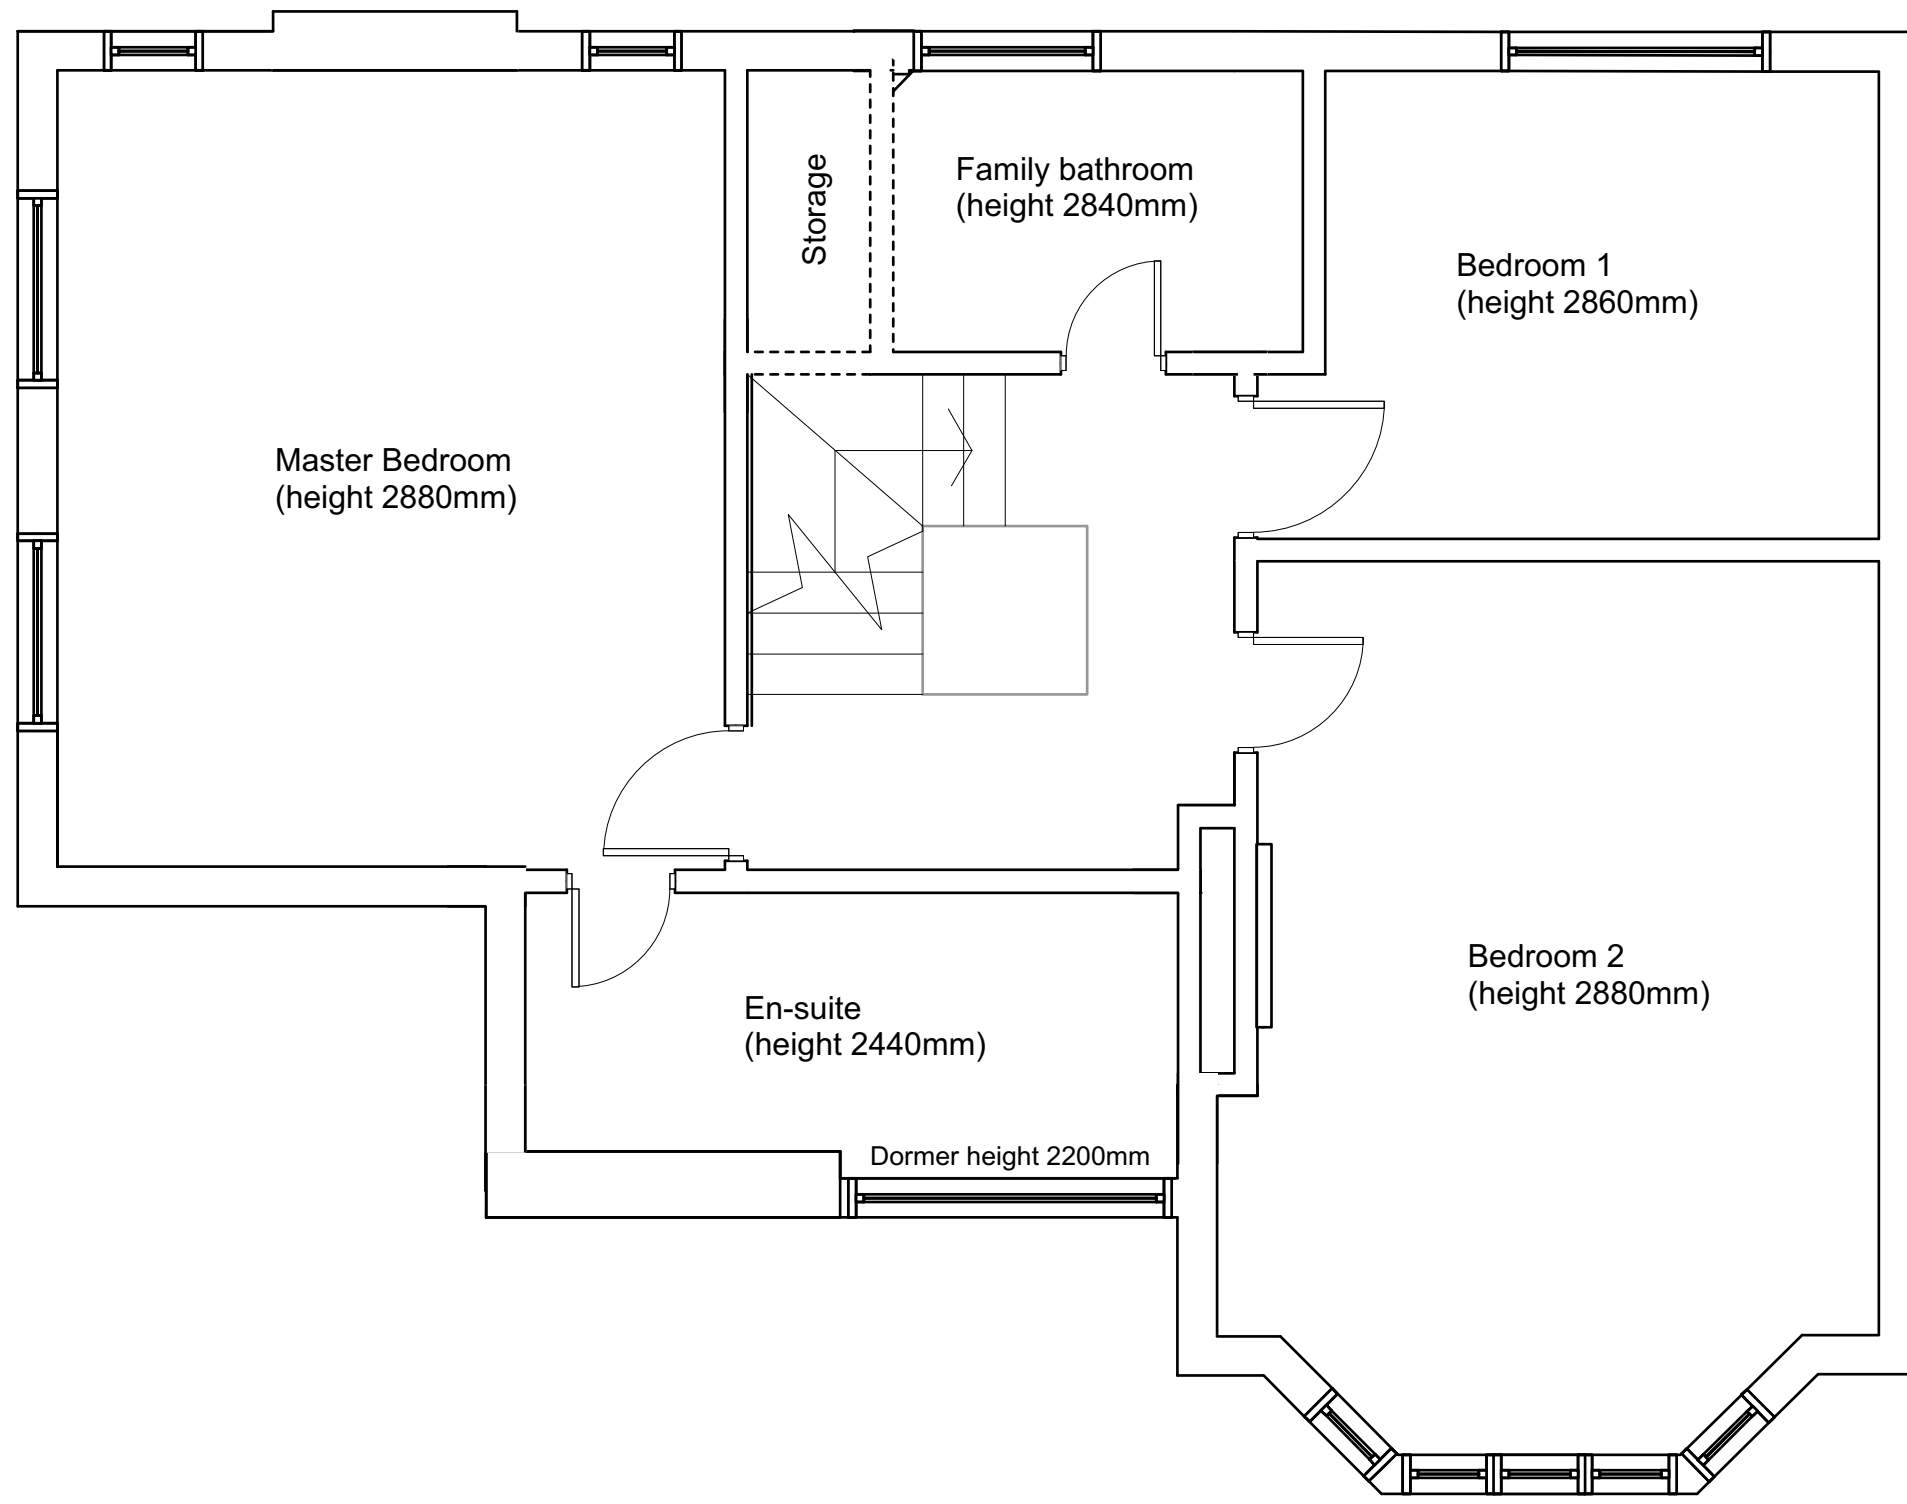 Storage
Family bathroom
(height 2840mm)
Bedroom 1
(height 2860mm)
Master Bedroom
(height 2880mm)
Bedroom 2
(height 2880mm)
En-suite
(height 2440mm)
Dormer height 2200mm